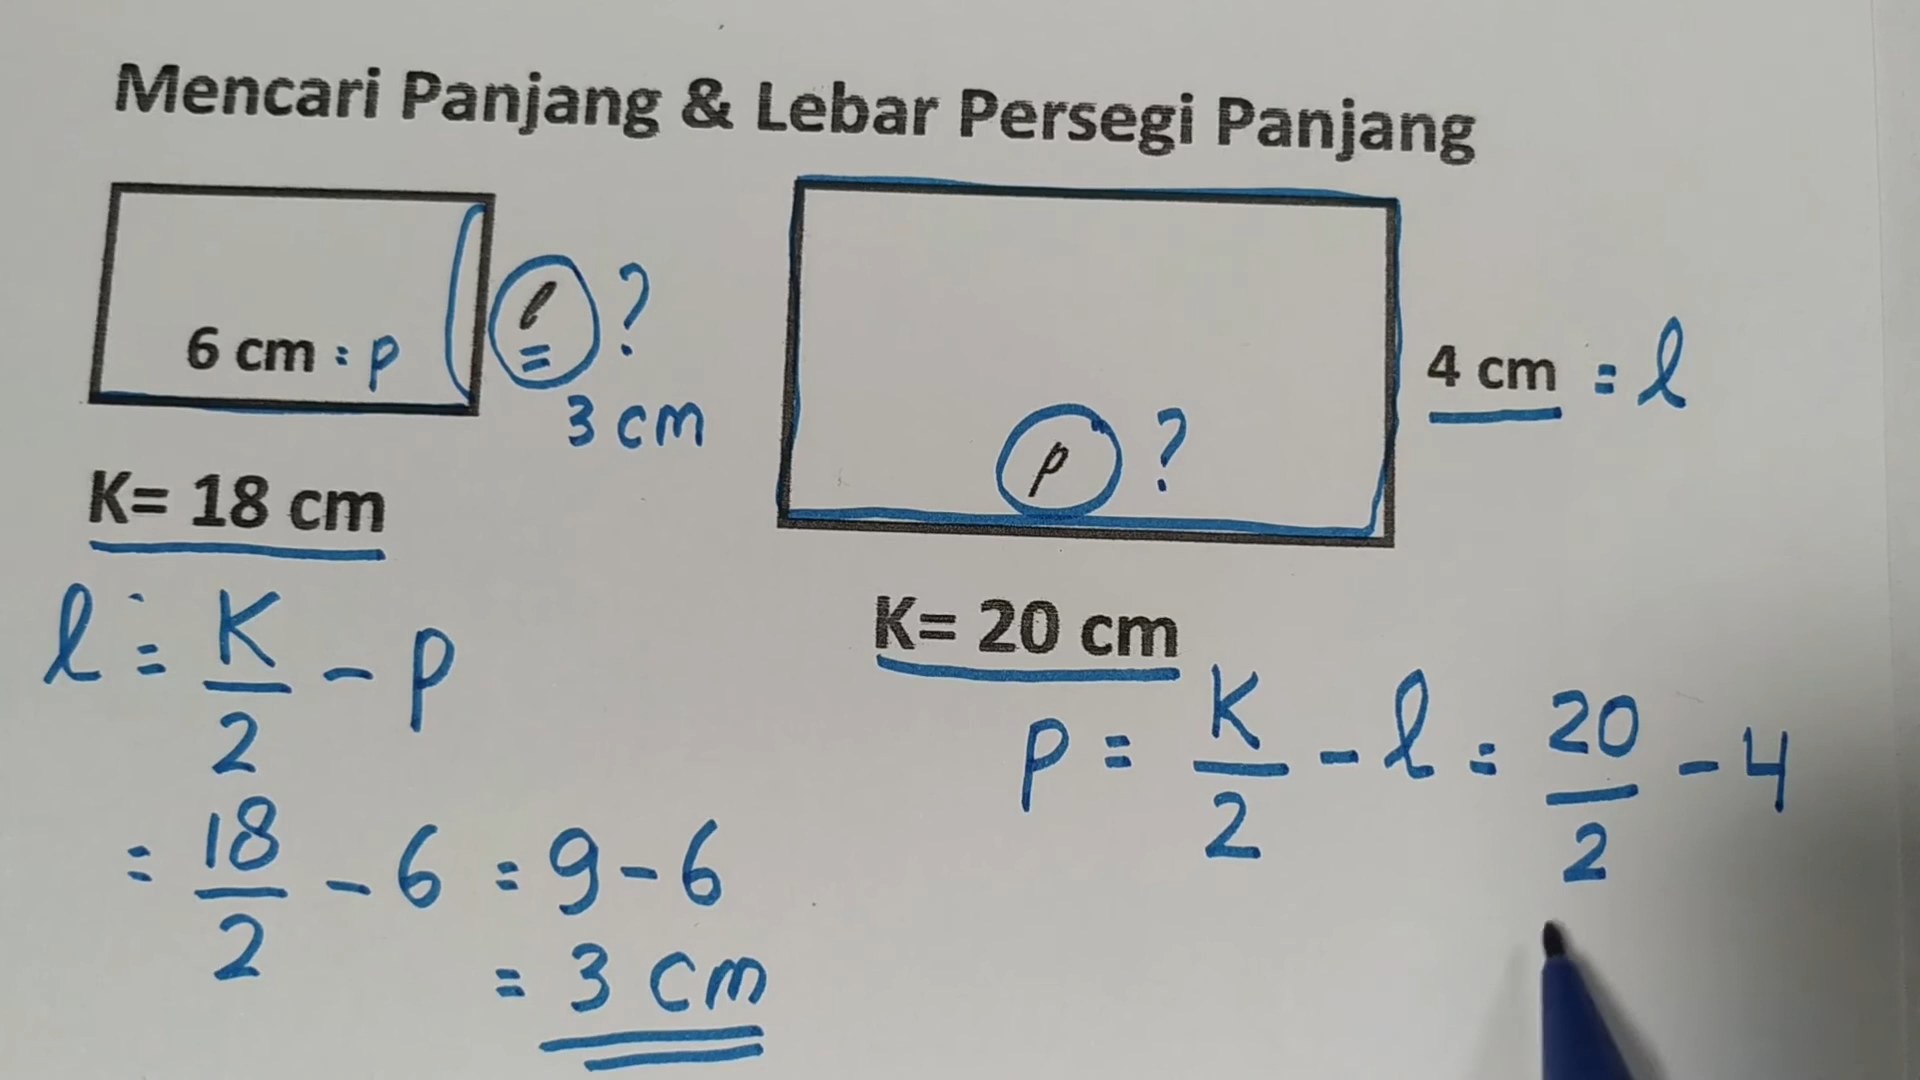 Mencari Panjang & Lebar Persegi Panjang
6 cm = p
l = ?
3 cm
K= 18 cm
l = K/2 - p
= 18/2 - 6 = 9 - 6
= 3 cm
4 cm = l
p ?
K= 20 cm
p = K/2 - l = 20/2 - 4